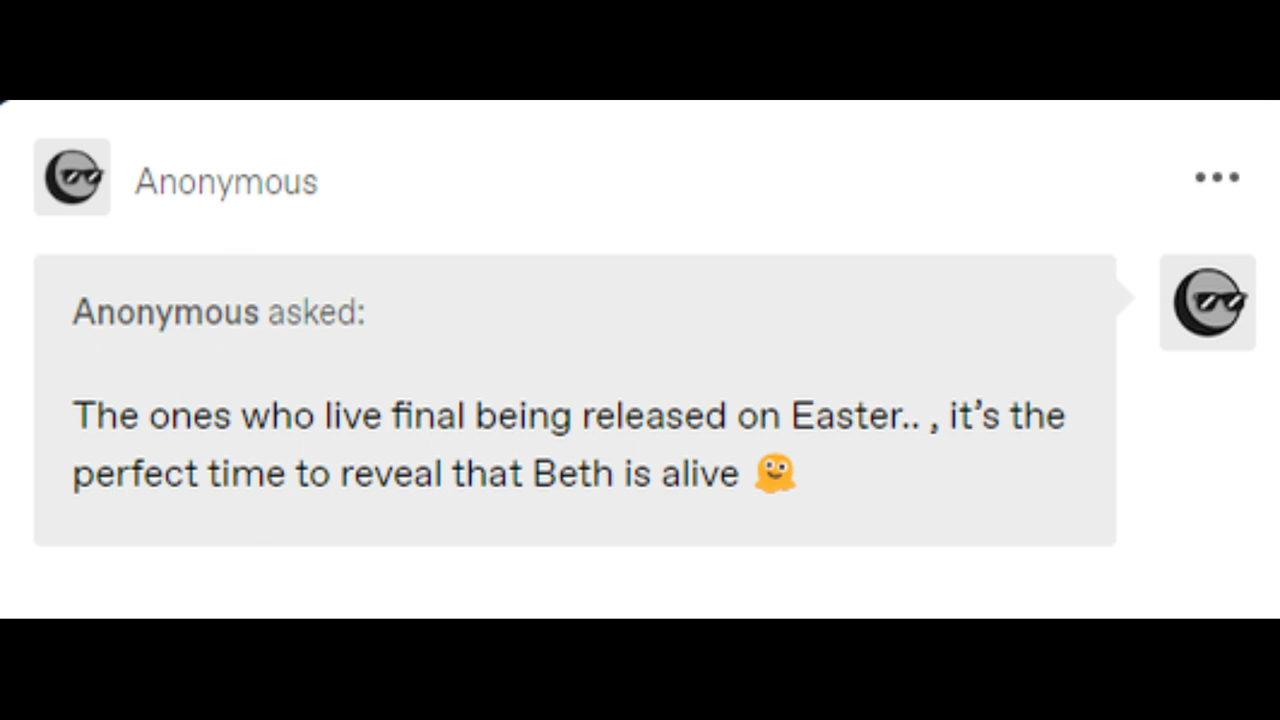 Anonymous
Anonymous asked:
The ones who live final being released on Easter.. , it’s the
perfect time to reveal that Beth is alive 🫠